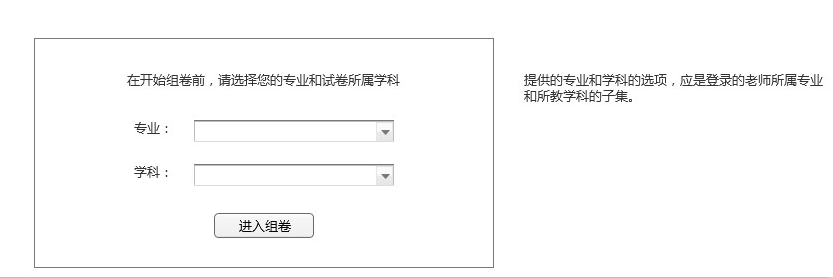 在开始组卷前，请选择您的专业和试卷所属学科
专业：
学科：
进入组卷
提供的专业和学科的选项，应是登录的老师所属专业
和所教学科的子集。